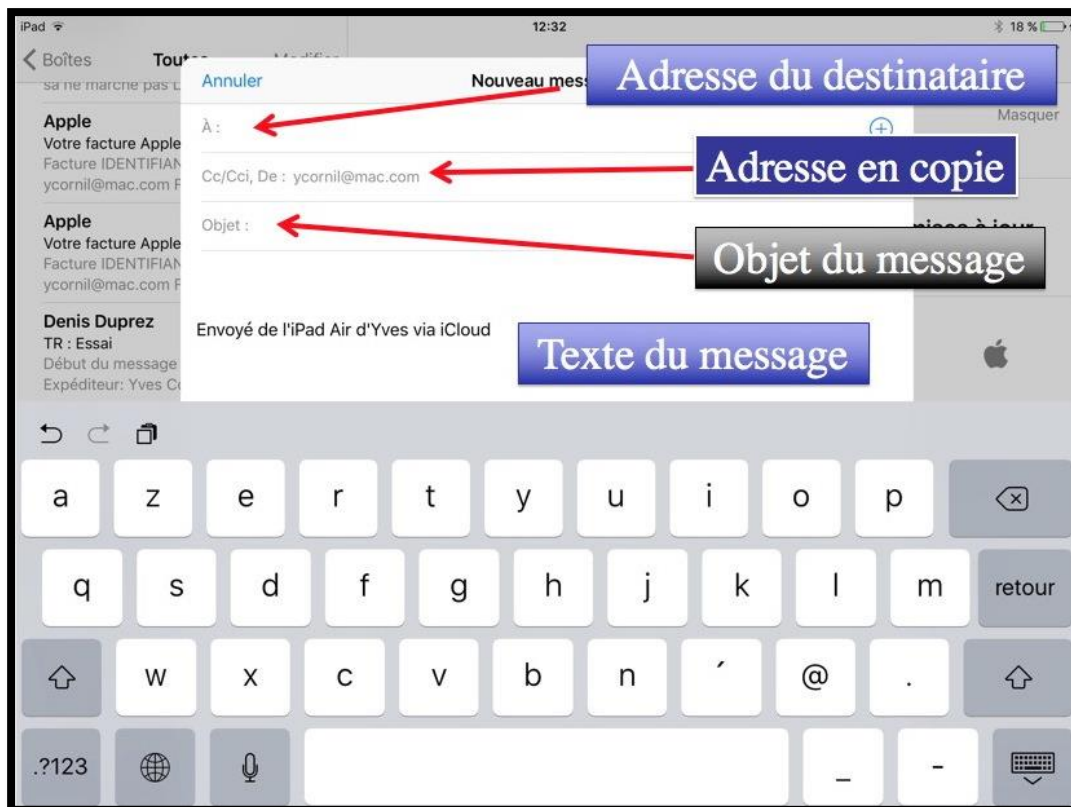 iPad 12:32 18 %
Boîtes Annuler Nouveau Adresse du destinataire
À : Masquer
Apple
Votre facture Apple
Facture
ycornil@mac.com
Cc/Cci, De : ycornil@mac.com Adresse en copie
Apple
Votre facture Apple
Facture
ycornil@mac.com
Objet : Objet du message
à jour
Denis Duprez
TR : Essai
Début du message
Expéditeur: Yves
Envoyé de l'iPad Air d'Yves via iCloud
Texte du message
a z e r t y u i o p
q s d f g h j k l m retour
w x c v b n ´ @ .
.?123 _ -